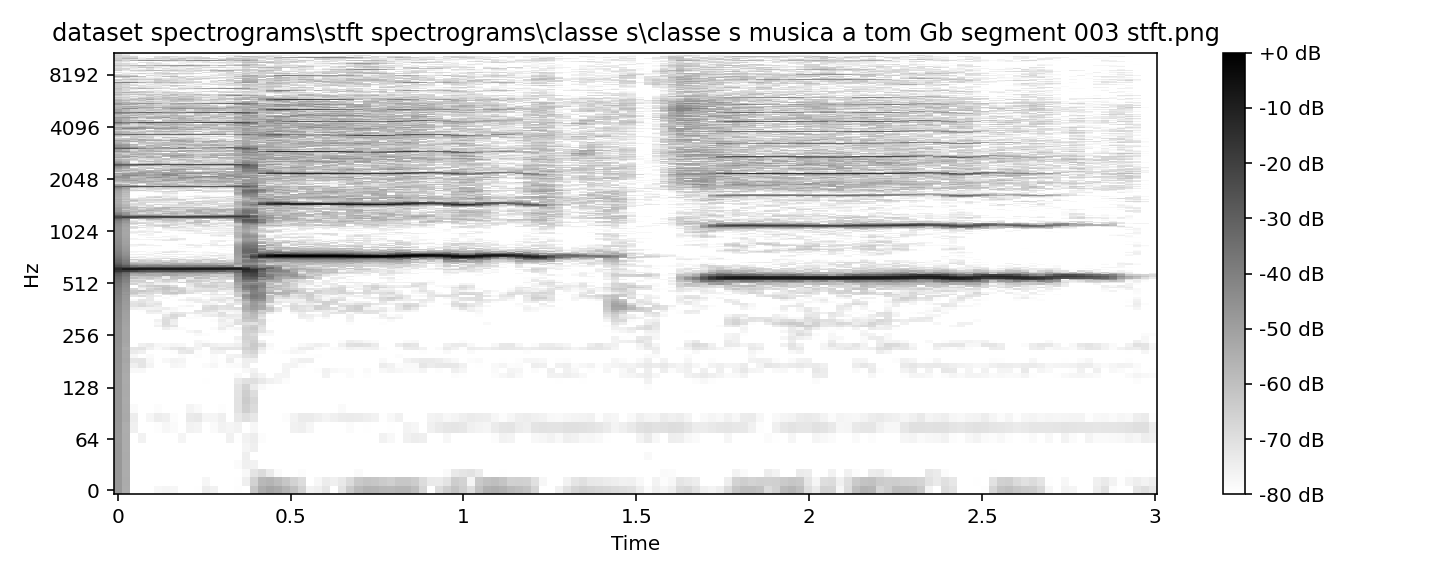 dataset spectrograms\stft spectrograms\classe s\classe s musica a tom Gb segment 003 stft.png
8192
4096
2048
1024
512
256
128
64
0
Hz
0
0.5
1
1.5
2
2.5
3
Time
+0 dB
-10 dB
-20 dB
-30 dB
-40 dB
-50 dB
-60 dB
-70 dB
-80 dB